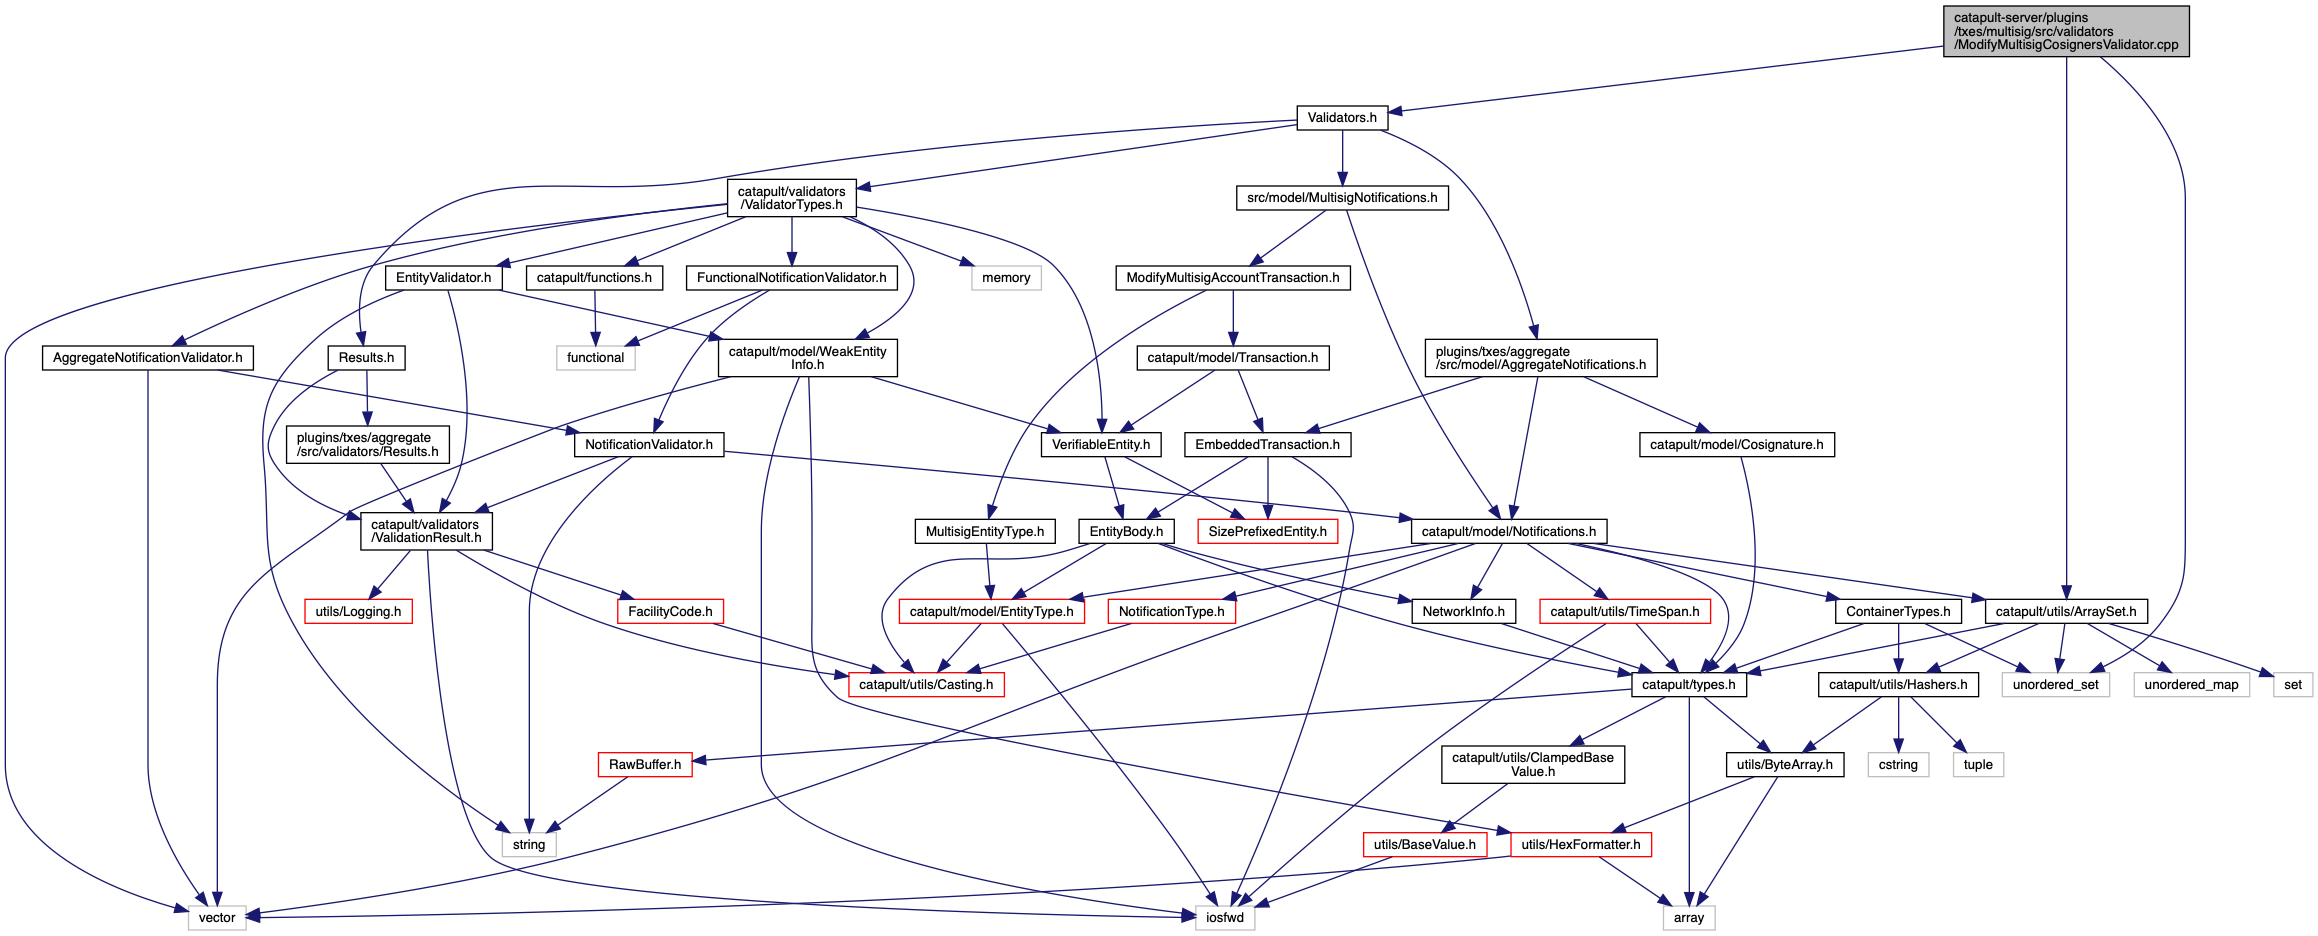 catapult-server/plugins
/txes/multisig/src/validators
/ModifyMultisigCosignersValidator.cpp
Validators.h
catapult/validators
/ValidatorTypes.h
src/model/MultisigNotifications.h
EntityValidator.h
catapult/functions.h
FunctionalNotificationValidator.h
memory
ModifyMultisigAccountTransaction.h
AggregateNotificationValidator.h
Results.h
functional
catapult/model/WeakEntity
Info.h
catapult/model/Transaction.h
plugins/txes/aggregate
/src/model/AggregateNotifications.h
plugins/txes/aggregate
/src/validators/Results.h
NotificationValidator.h
VerifiableEntity.h
EmbeddedTransaction.h
catapult/model/Cosignature.h
catapult/validators
/ValidationResult.h
MultisigEntityType.h
EntityBody.h
SizePrefixedEntity.h
catapult/model/Notifications.h
utils/Logging.h
FacilityCode.h
catapult/model/EntityType.h
NotificationType.h
NetworkInfo.h
catapult/utils/TimeSpan.h
ContainerTypes.h
catapult/utils/ArraySet.h
catapult/utils/Casting.h
catapult/types.h
catapult/utils/Hashers.h
unordered_set
unordered_map
set
RawBuffer.h
catapult/utils/ClampedBase
Value.h
utils/ByteArray.h
cstring
tuple
string
utils/BaseValue.h
utils/HexFormatter.h
vector
iosfwd
array